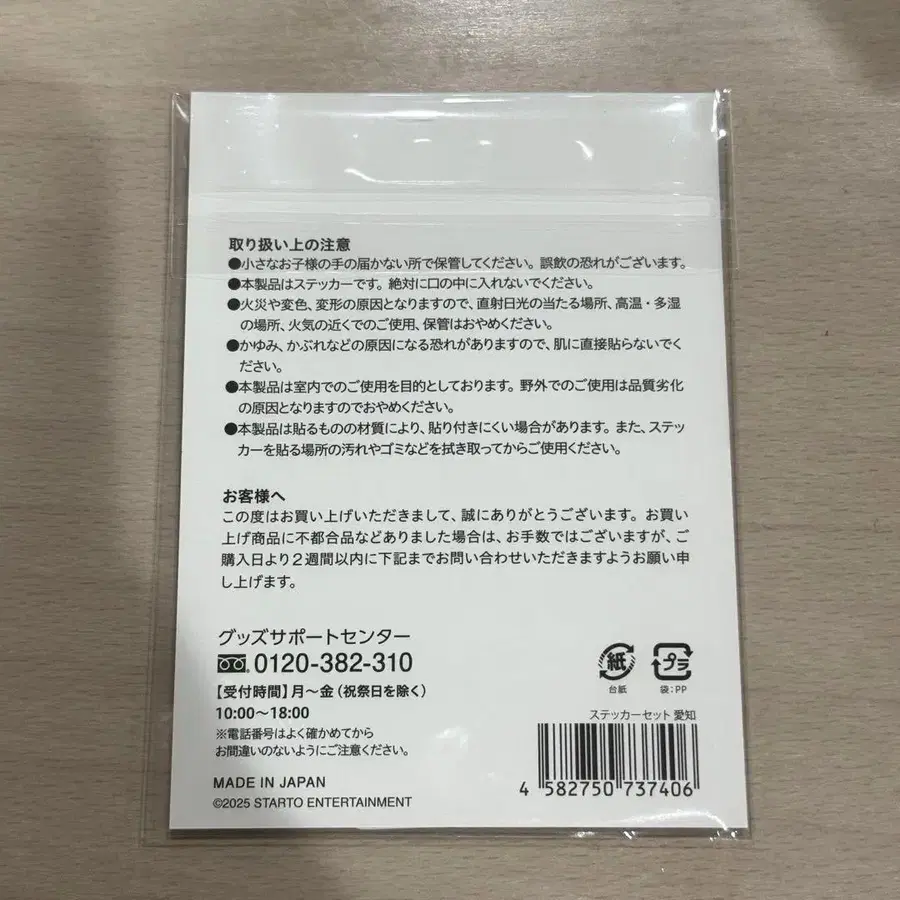 取り扱い上の注意
●小さなお子様の手の届かない所で保管してください。誤飲の恐れがございます。
●本製品はステッカーです。絶対に口の中に入れないでください。
●火災や変色、変形の原因となりますので、直射日光の当たる場所、高温・多湿
の場所、火気の近くでのご使用、保管はおやめください。
●かゆみ、かぶれなどの原因になる恐れがありますので、肌に直接貼らないでく
ださい。
●本製品は室内でのご使用を目的としております。野外でのご使用は品質劣化
の原因となりますのでおやめください。
●本製品は貼るものの材質により、貼り付きにくい場合があります。また、ステッ
カーを貼る場所の汚れやゴミなどを拭き取ってからご使用ください。
お客様へ
この度はお買い上げいただきまして、誠にありがとうございます。お買い
上げ商品に不都合品などありました場合は、お手数ではございますが、ご
購入日より2週間以内に下記までお問い合わせいただきますようお願い申
し上げます。
グッズサポートセンター
0120-382-310
【受付時間】月〜金（祝祭日を除く）
10:00〜18:00
※電話番号はよく確かめてから
お間違いのないようにご注意ください。
MADE IN JAPAN
©2025 STARTO ENTERTAINMENT
紙
台紙
プラ
袋:PP
ステッカーセット 愛知
4 582750 737406